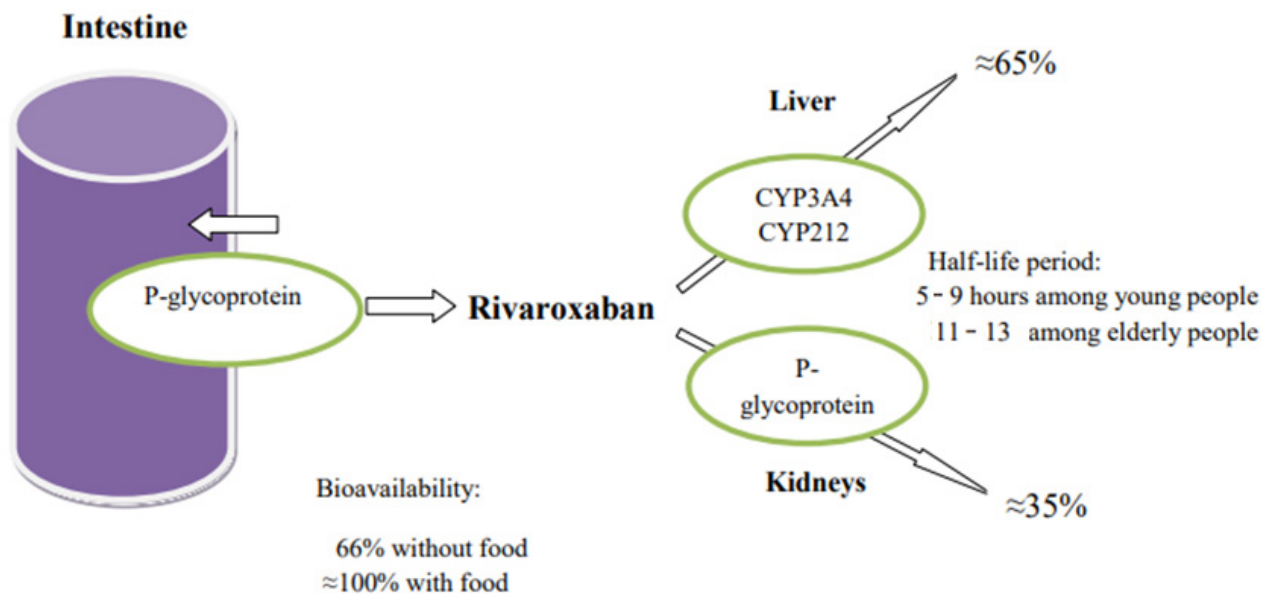 Intestine
P-glycoprotein
Rivaroxaban
Liver
≈65%
CYP3A4
CYP212
Half-life period:
5 - 9 hours among young people
11 - 13 among elderly people
P-
glycoprotein
Kidneys
≈35%
Bioavailability:
66% without food
≈100% with food